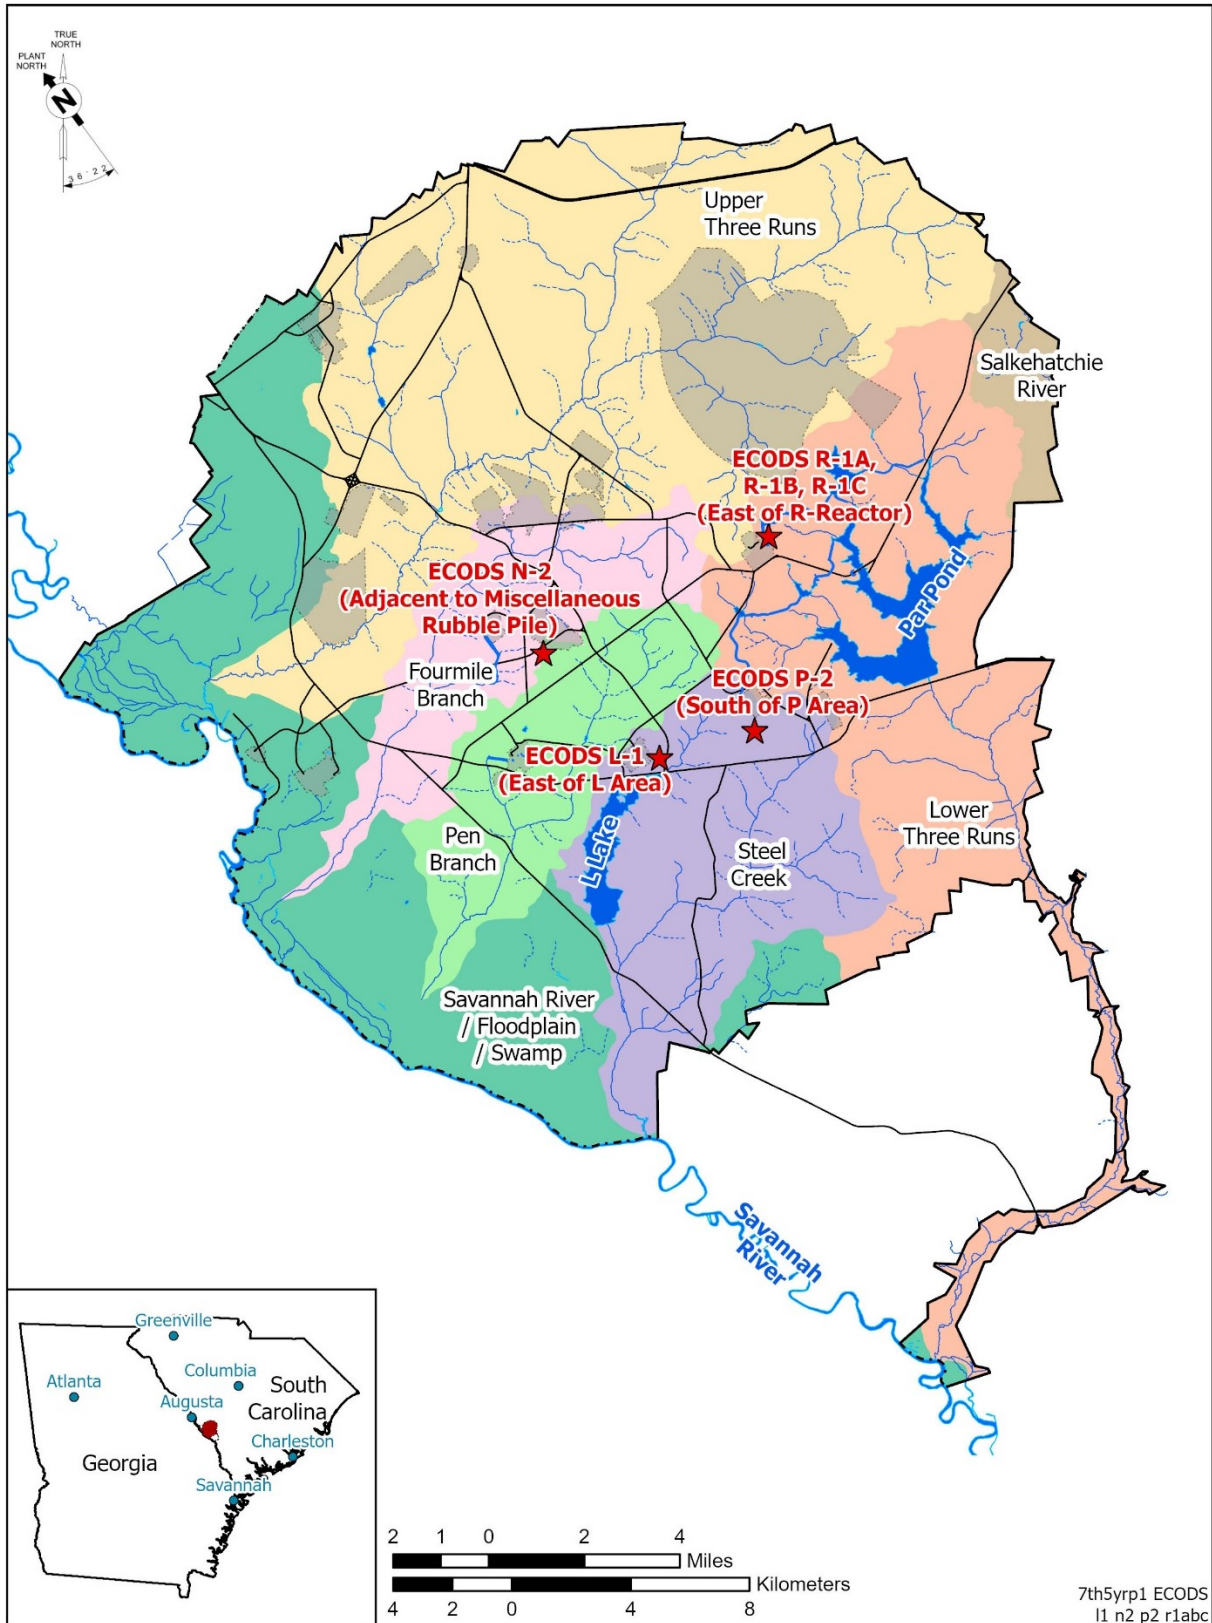 TRUE
NORTH
PLANT
NORTH
N
36·22
Upper
Three Runs
Salkehatchie
River
ECODS R-1A,
R-1B, R-1C
(East of R-Reactor)
ECODS N-2
(Adjacent to Miscellaneous
Rubble Pile)
Par Pond
Fourmile
Branch
ECODS P-2
(South of P Area)
ECODS L-1
(East of L Area)
Lower
Three Runs
Pen
Branch
L Lake
Steel
Creek
Savannah River
/ Floodplain
/ Swamp
Savannah
River
Greenville
Atlanta
Columbia
Augusta
South
Carolina
Georgia
Charleston
Savannah
2 1 0 2 4
Miles
Kilometers
4 2 0 4 8
7th5yrp1 ECODS
l1 n2 p2 r1abc